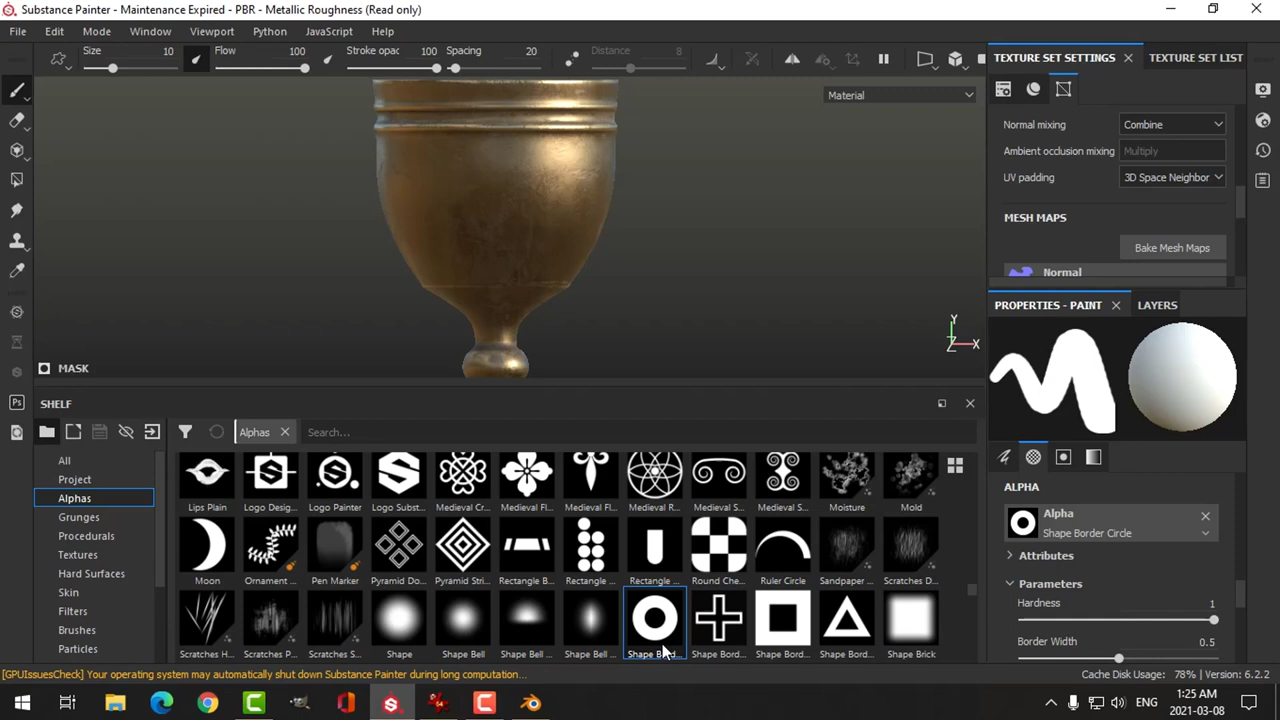 Substance Painter - Maintenance Expired - PBR - Metallic Roughness (Read only)
File Edit Mode Window Viewport Python JavaScript Help
Size 10 Flow 100 Stroke opac 100 Spacing 20 Distance 8
TEXTURE SET SETTINGS TEXTURE SET LIST
Material
Normal mixing Combine
Ambient occlusion mixing Multiply
UV padding 3D Space Neighbor
MESH MAPS
Bake Mesh Maps
Normal
PROPERTIES - PAINT LAYERS
Y
Z X
MASK
SHELF
Alphas Search...
All
Project
Alphas
Grunges
Procedurals
Textures
Hard Surfaces
Skin
Filters
Brushes
Particles
Lips Plain Logo Desig... Logo Painter Logo Subst... Medieval Cr... Medieval Fl... Medieval Fl... Medieval R... Medieval S... Medieval S... Moisture Mold
Moon Ornament ... Pen Marker Pyramid Do... Pyramid Stri... Rectangle B... Rectangle ... Rectangle ... Round Che... Ruler Circle Sandpaper ... Scratches D...
Scratches H... Scratches P... Scratches S... Shape Shape Bell Shape Bell ... Shape Bell ... Shape Bord... Shape Bord... Shape Bord... Shape Bord... Shape Brick
ALPHA
Alpha
Shape Border Circle
Attributes
Parameters
Hardness 1
Border Width 0.5
[GPUIssuesCheck] Your operating system may automatically shut down Substance Painter during long computation...
Cache Disk Usage: 78% | Version: 6.2.2
Ps
ENG
1:25 AM
2021-03-08